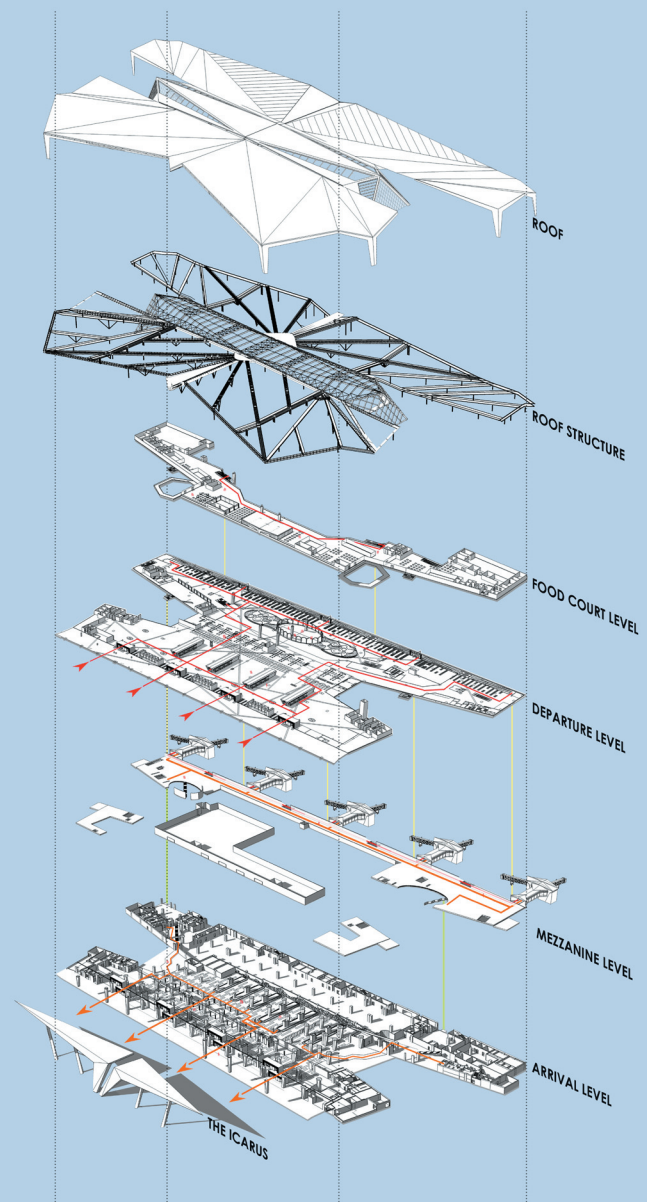 ROOF
ROOF STRUCTURE
FOOD COURT LEVEL
DEPARTURE LEVEL
MEZZANINE LEVEL
ARRIVAL LEVEL
THE ICARUS